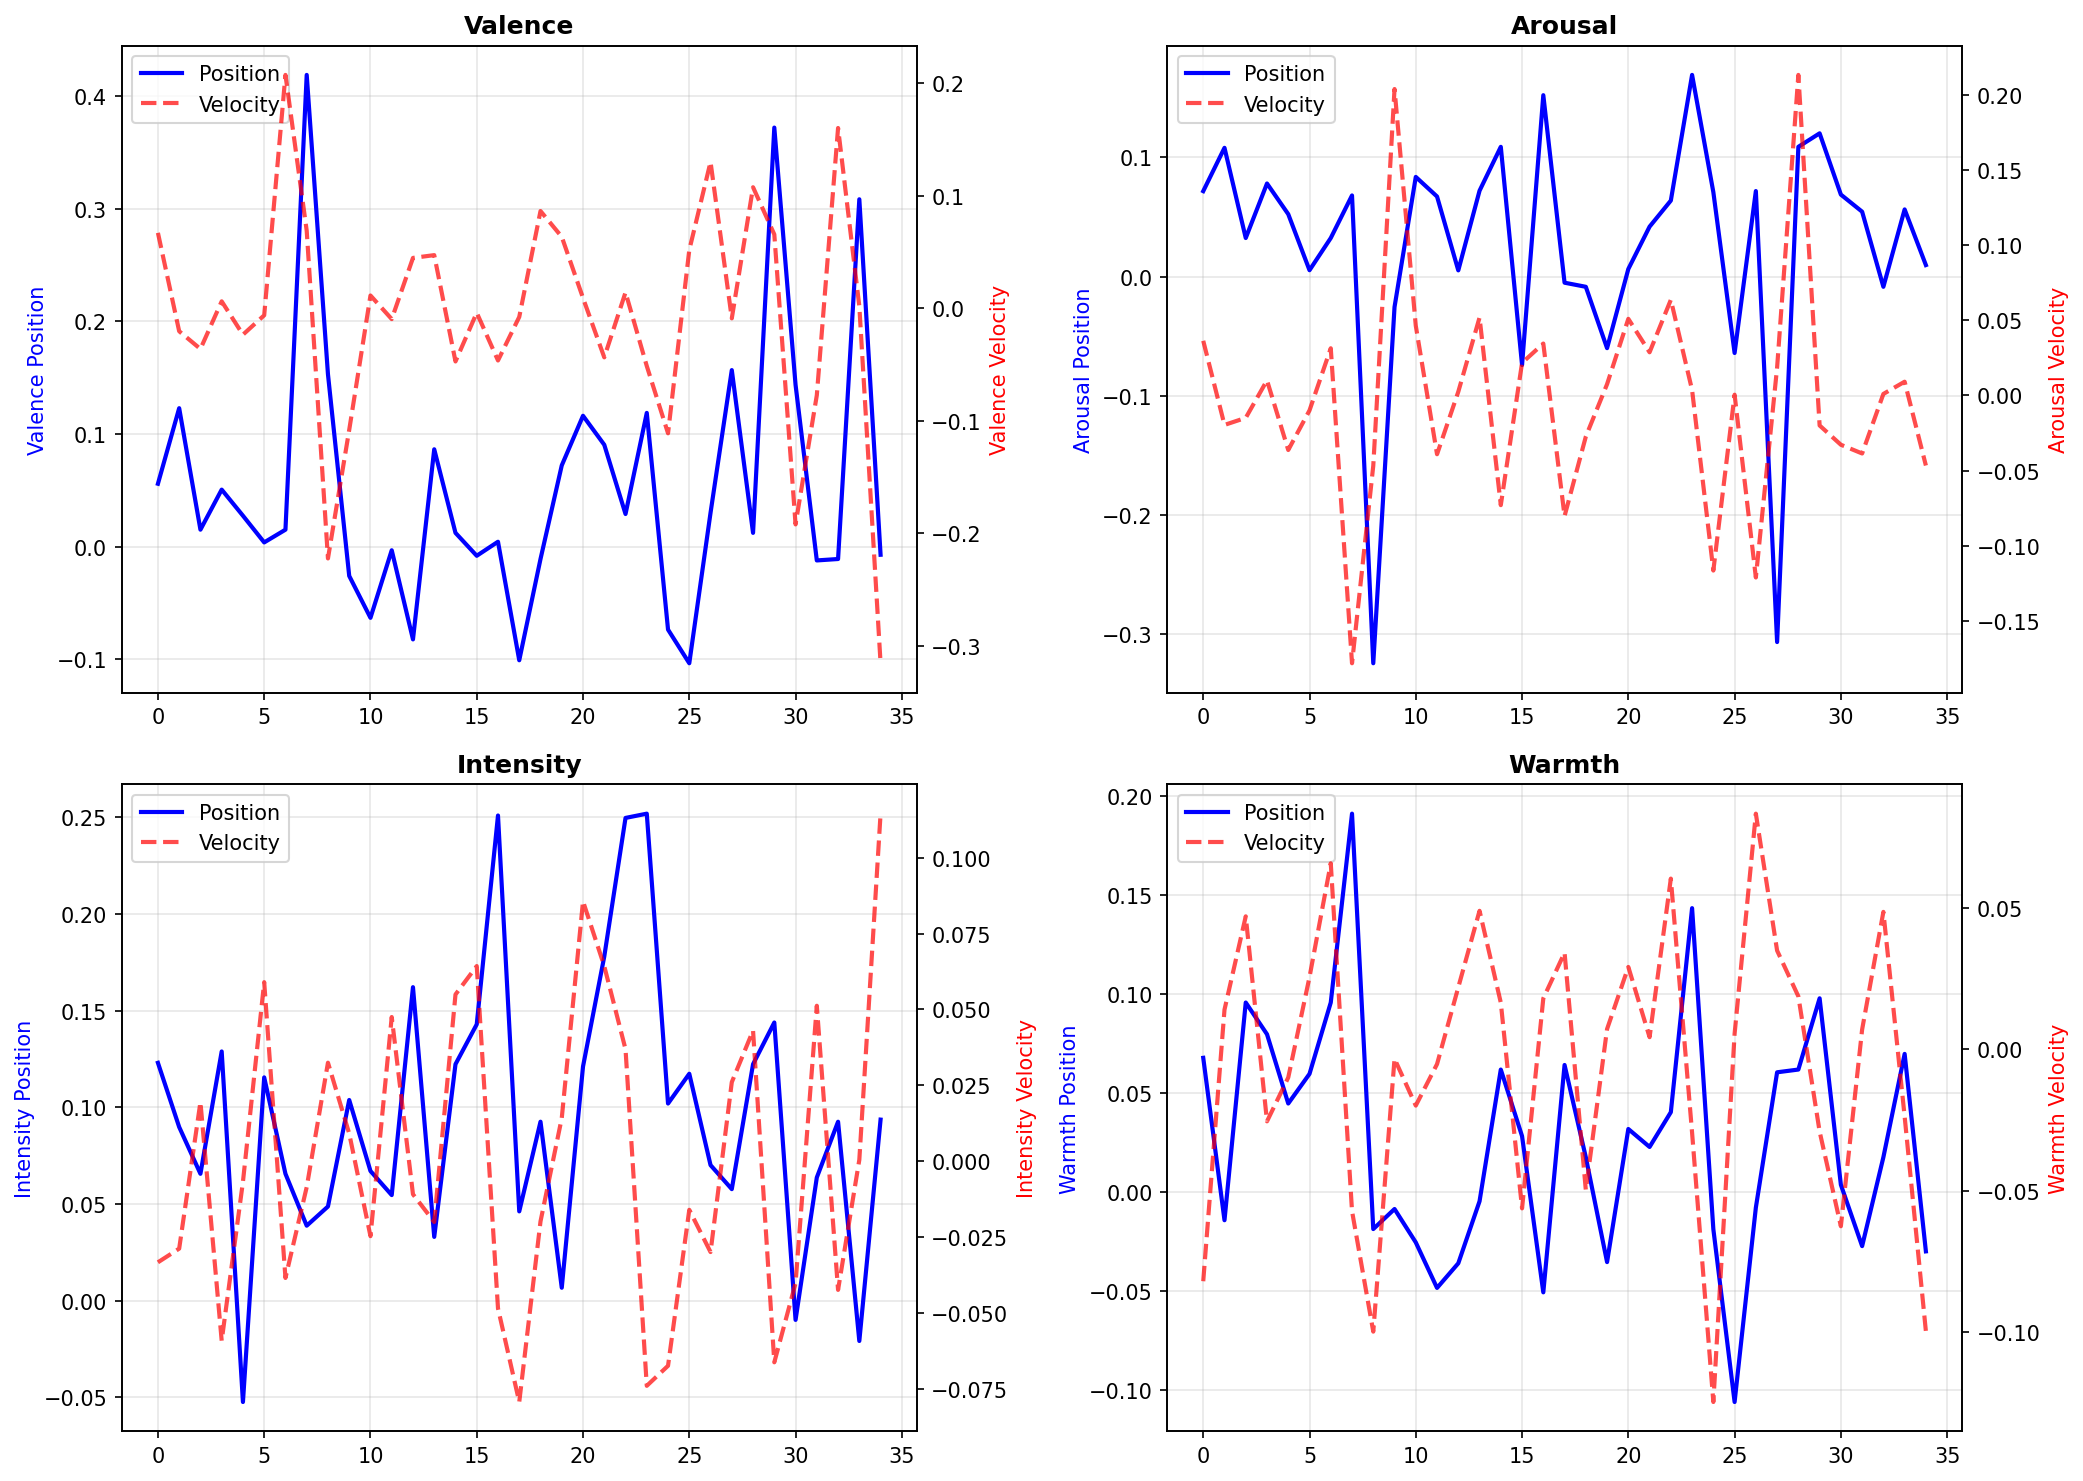 Valence
Position
Velocity
0.4
0.3
0.2
0.1
0.0
−0.1
Valence Position
0.2
0.1
0.0
−0.1
−0.2
−0.3
Valence Velocity
0 5 10 15 20 25 30 35
Arousal
Position
Velocity
0.1
0.0
−0.1
−0.2
−0.3
Arousal Position
0.20
0.15
0.10
0.05
0.00
−0.05
−0.10
−0.15
Arousal Velocity
0 5 10 15 20 25 30 35
Intensity
Position
Velocity
0.25
0.20
0.15
0.10
0.05
0.00
−0.05
Intensity Position
0.100
0.075
0.050
0.025
0.000
−0.025
−0.050
−0.075
Intensity Velocity
0 5 10 15 20 25 30 35
Warmth
Position
Velocity
0.20
0.15
0.10
0.05
0.00
−0.05
−0.10
Warmth Position
0.05
0.00
−0.05
−0.10
Warmth Velocity
0 5 10 15 20 25 30 35